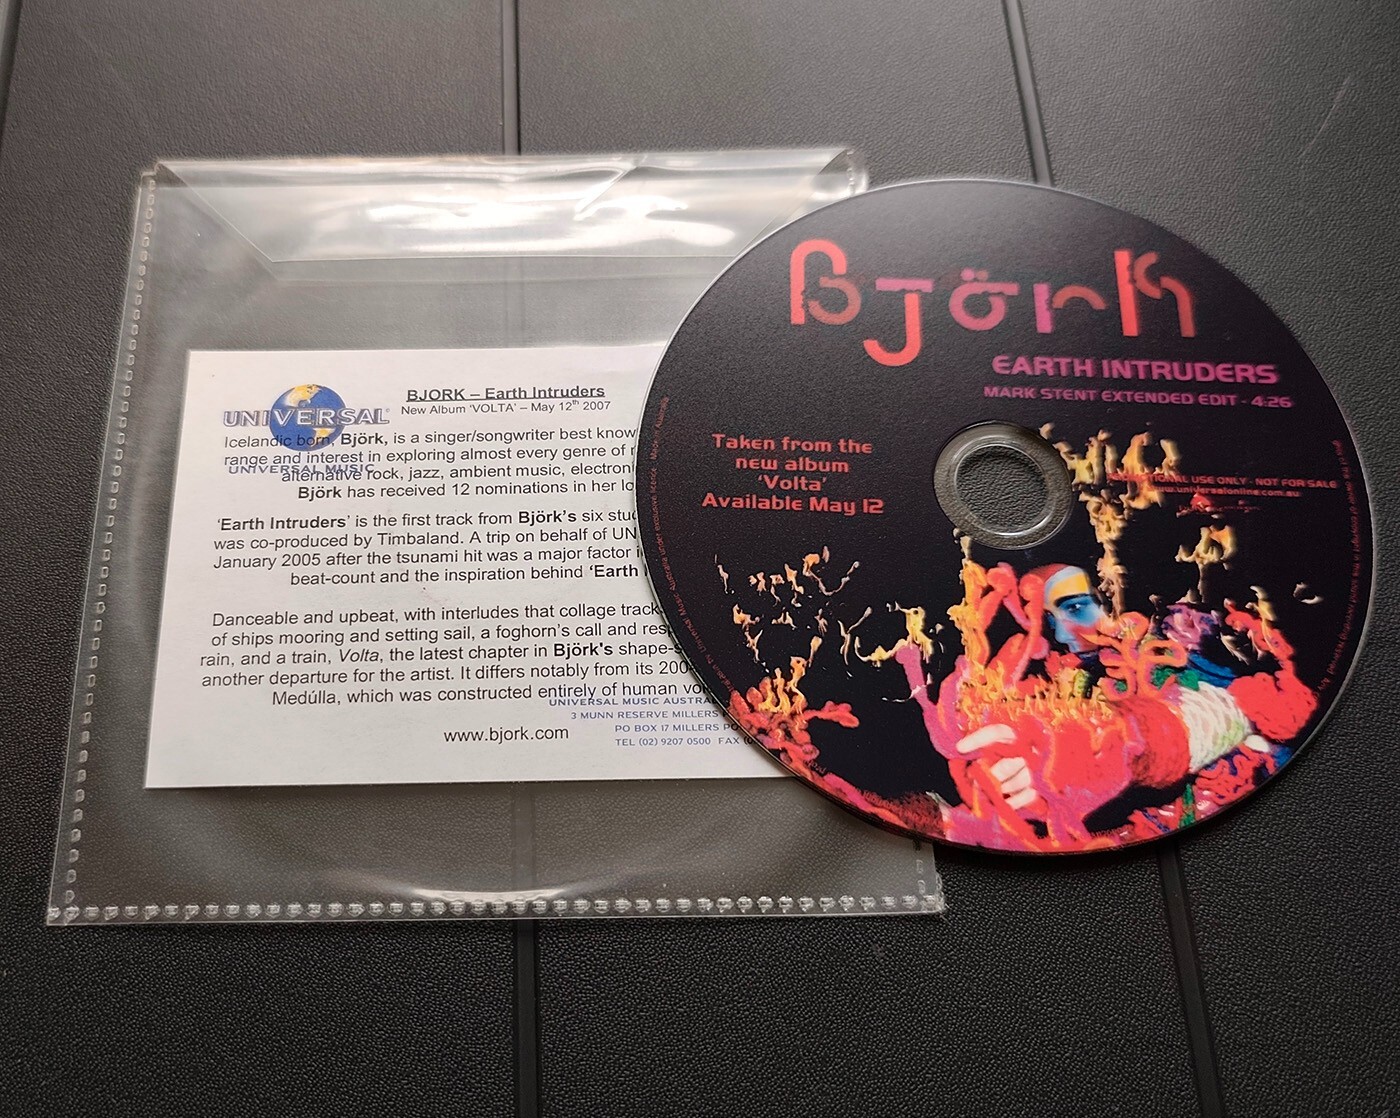 UNIVERSAL
UNIVERSAL MUSIC
BJORK – Earth Intruders
New Album ‘VOLTA’ – May 12th 2007
Icelandic born, Björk, is a singer/songwriter best know
range and interest in exploring almost every genre of
alternative rock, jazz, ambient music, electroni
Björk has received 12 nominations in her lo
‘Earth Intruders’ is the first track from Björk’s six stu
was co-produced by Timbaland. A trip on behalf of UN
January 2005 after the tsunami hit was a major factor
beat-count and the inspiration behind ‘Earth
Danceable and upbeat, with interludes that collage track
of ships mooring and setting sail, a foghorn’s call and res
rain, and a train, Volta, the latest chapter in Björk's shape-s
another departure for the artist. It differs notably from its 200
Medúlla, which was constructed entirely of human vo
www.bjork.com
UNIVERSAL MUSIC AUSTRA
3 MUNN RESERVE MILLERS
PO BOX 17 MILLERS PO
TEL (02) 9207 0500 FAX (0
Björk
EARTH INTRUDERS
MARK STENT EXTENDED EDIT - 4:26
Taken from the
new album
‘Volta’
Available May 12
USE ONLY - NOT FOR SALE
www.universalonline.com.au